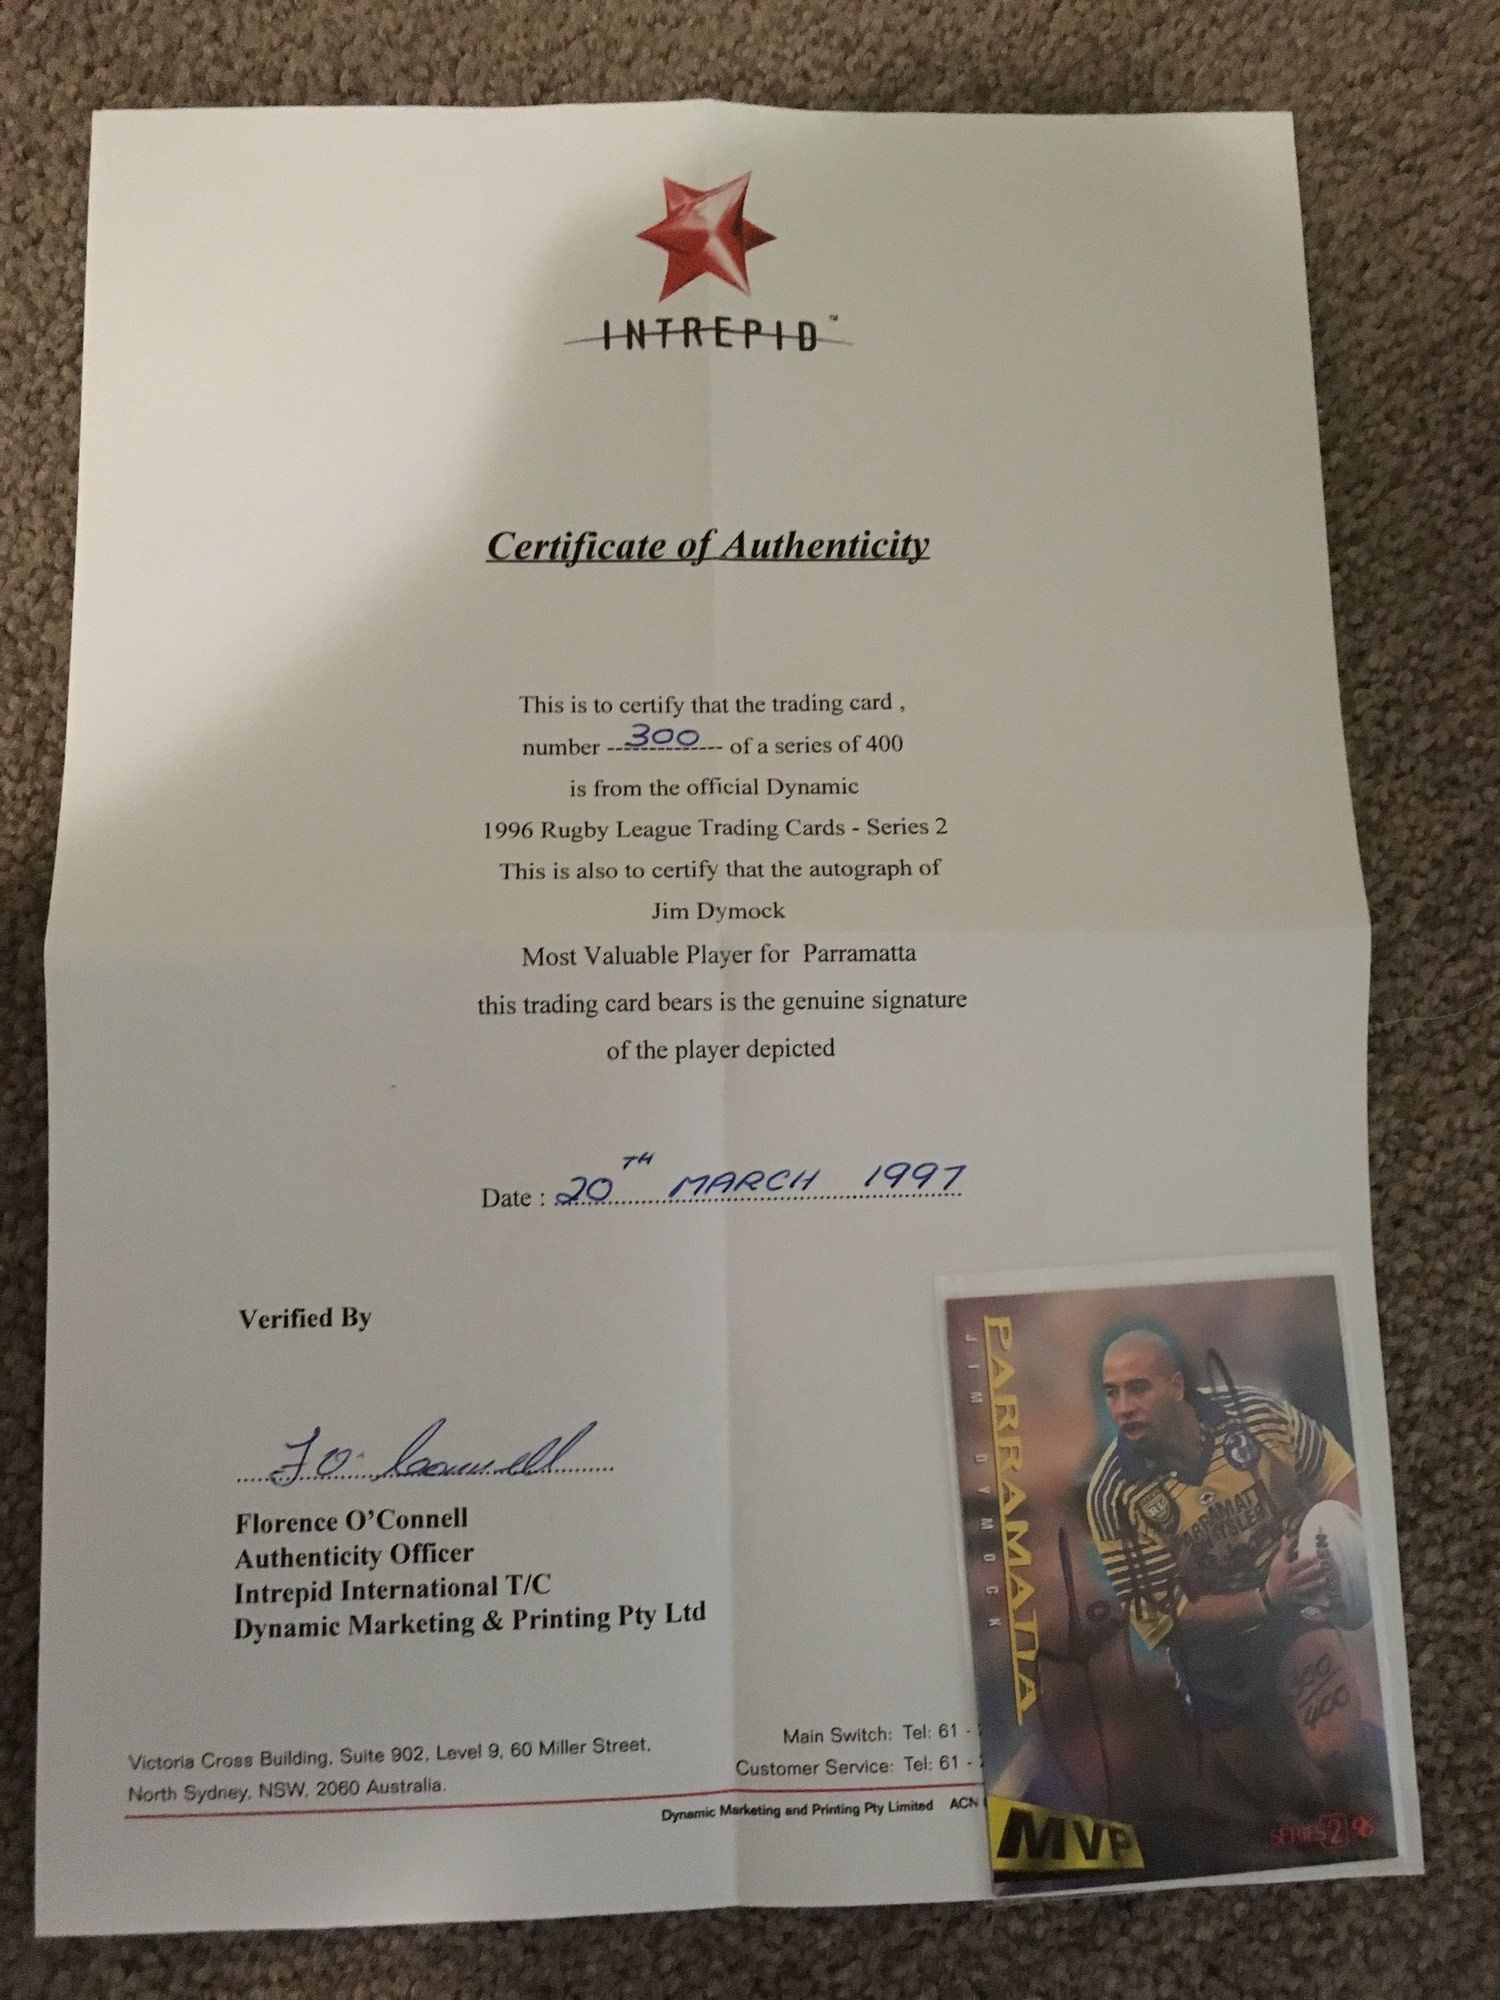 INTREPID™
Certificate of Authenticity
This is to certify that the trading card ,
number --300--- of a series of 400
is from the official Dynamic
1996 Rugby League Trading Cards - Series 2
This is also to certify that the autograph of
Jim Dymock
Most Valuable Player for Parramatta
this trading card bears is the genuine signature
of the player depicted
Date : 20TH MARCH 1997
Verified By
F O'Connell
Florence O'Connell
Authenticity Officer
Intrepid International T/C
Dynamic Marketing & Printing Pty Ltd
Victoria Cross Building, Suite 902, Level 9, 60 Miller Street,
North Sydney, NSW, 2060 Australia.
Main Switch: Tel: 61 -
Customer Service: Tel: 61 -
Dynamic Marketing and Printing Pty Limited ACN
PARRAMATTA
JIM DYMOCK
300/400
MVP
SERIES 2 96